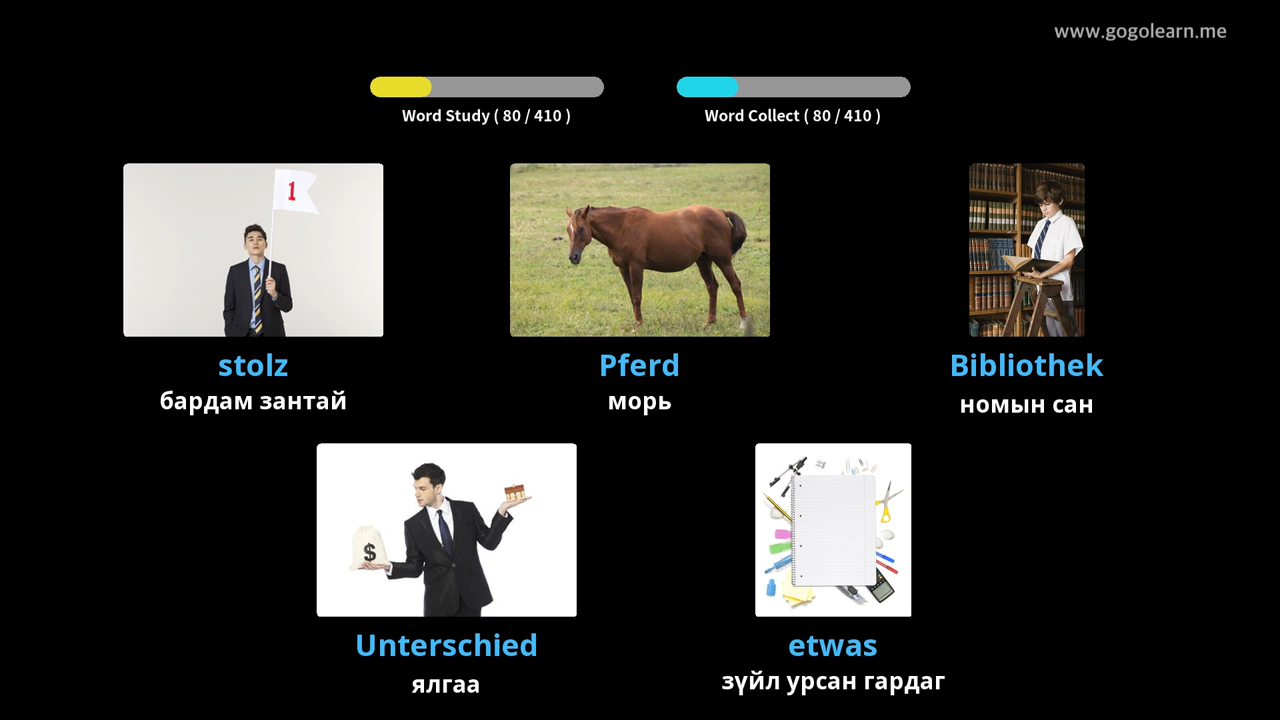 www.gogolearn.me
Word Study ( 80 / 410 )
Word Collect ( 80 / 410 )
1
stolz
бардам зантай
Pferd
морь
Bibliothek
номын сан
$
Unterschied
ялгаа
etwas
зүйл урсан гардаг